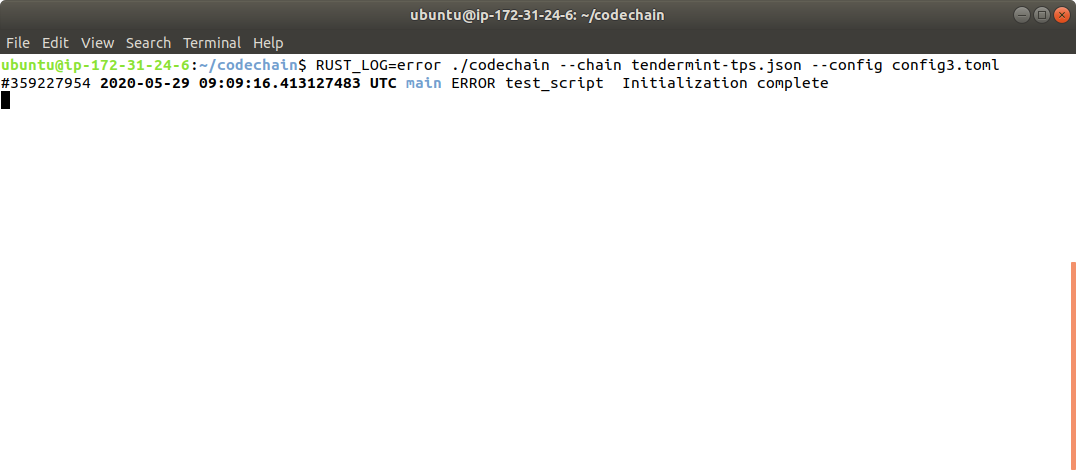 ubuntu@ip-172-31-24-6: ~/codechain
File Edit View Search Terminal Help
ubuntu@ip-172-31-24-6:~/codechain$ RUST_LOG=error ./codechain --chain tendermint-tps.json --config config3.toml
#359227954 2020-05-29 09:09:16.413127483 UTC main ERROR test_script  Initialization complete